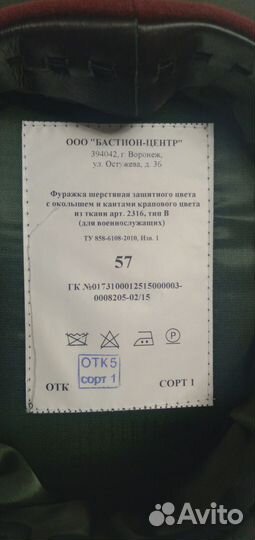 ООО "БАСТИОН-ЦЕНТР"
394042, г. Воронеж,
ул. Остужева, д. 36
Фуражка шерстяная защитного цвета
с околышем и кантами крапового цвета
из ткани арт. 2316, тип В
(для военнослужащих)
ТУ 858-6108-2010, Изм. 1
57
ГК №0173100012515000003-
0008205-02/15
P
ОТК 5
сорт 1
ОТК СОРТ 1
Avito